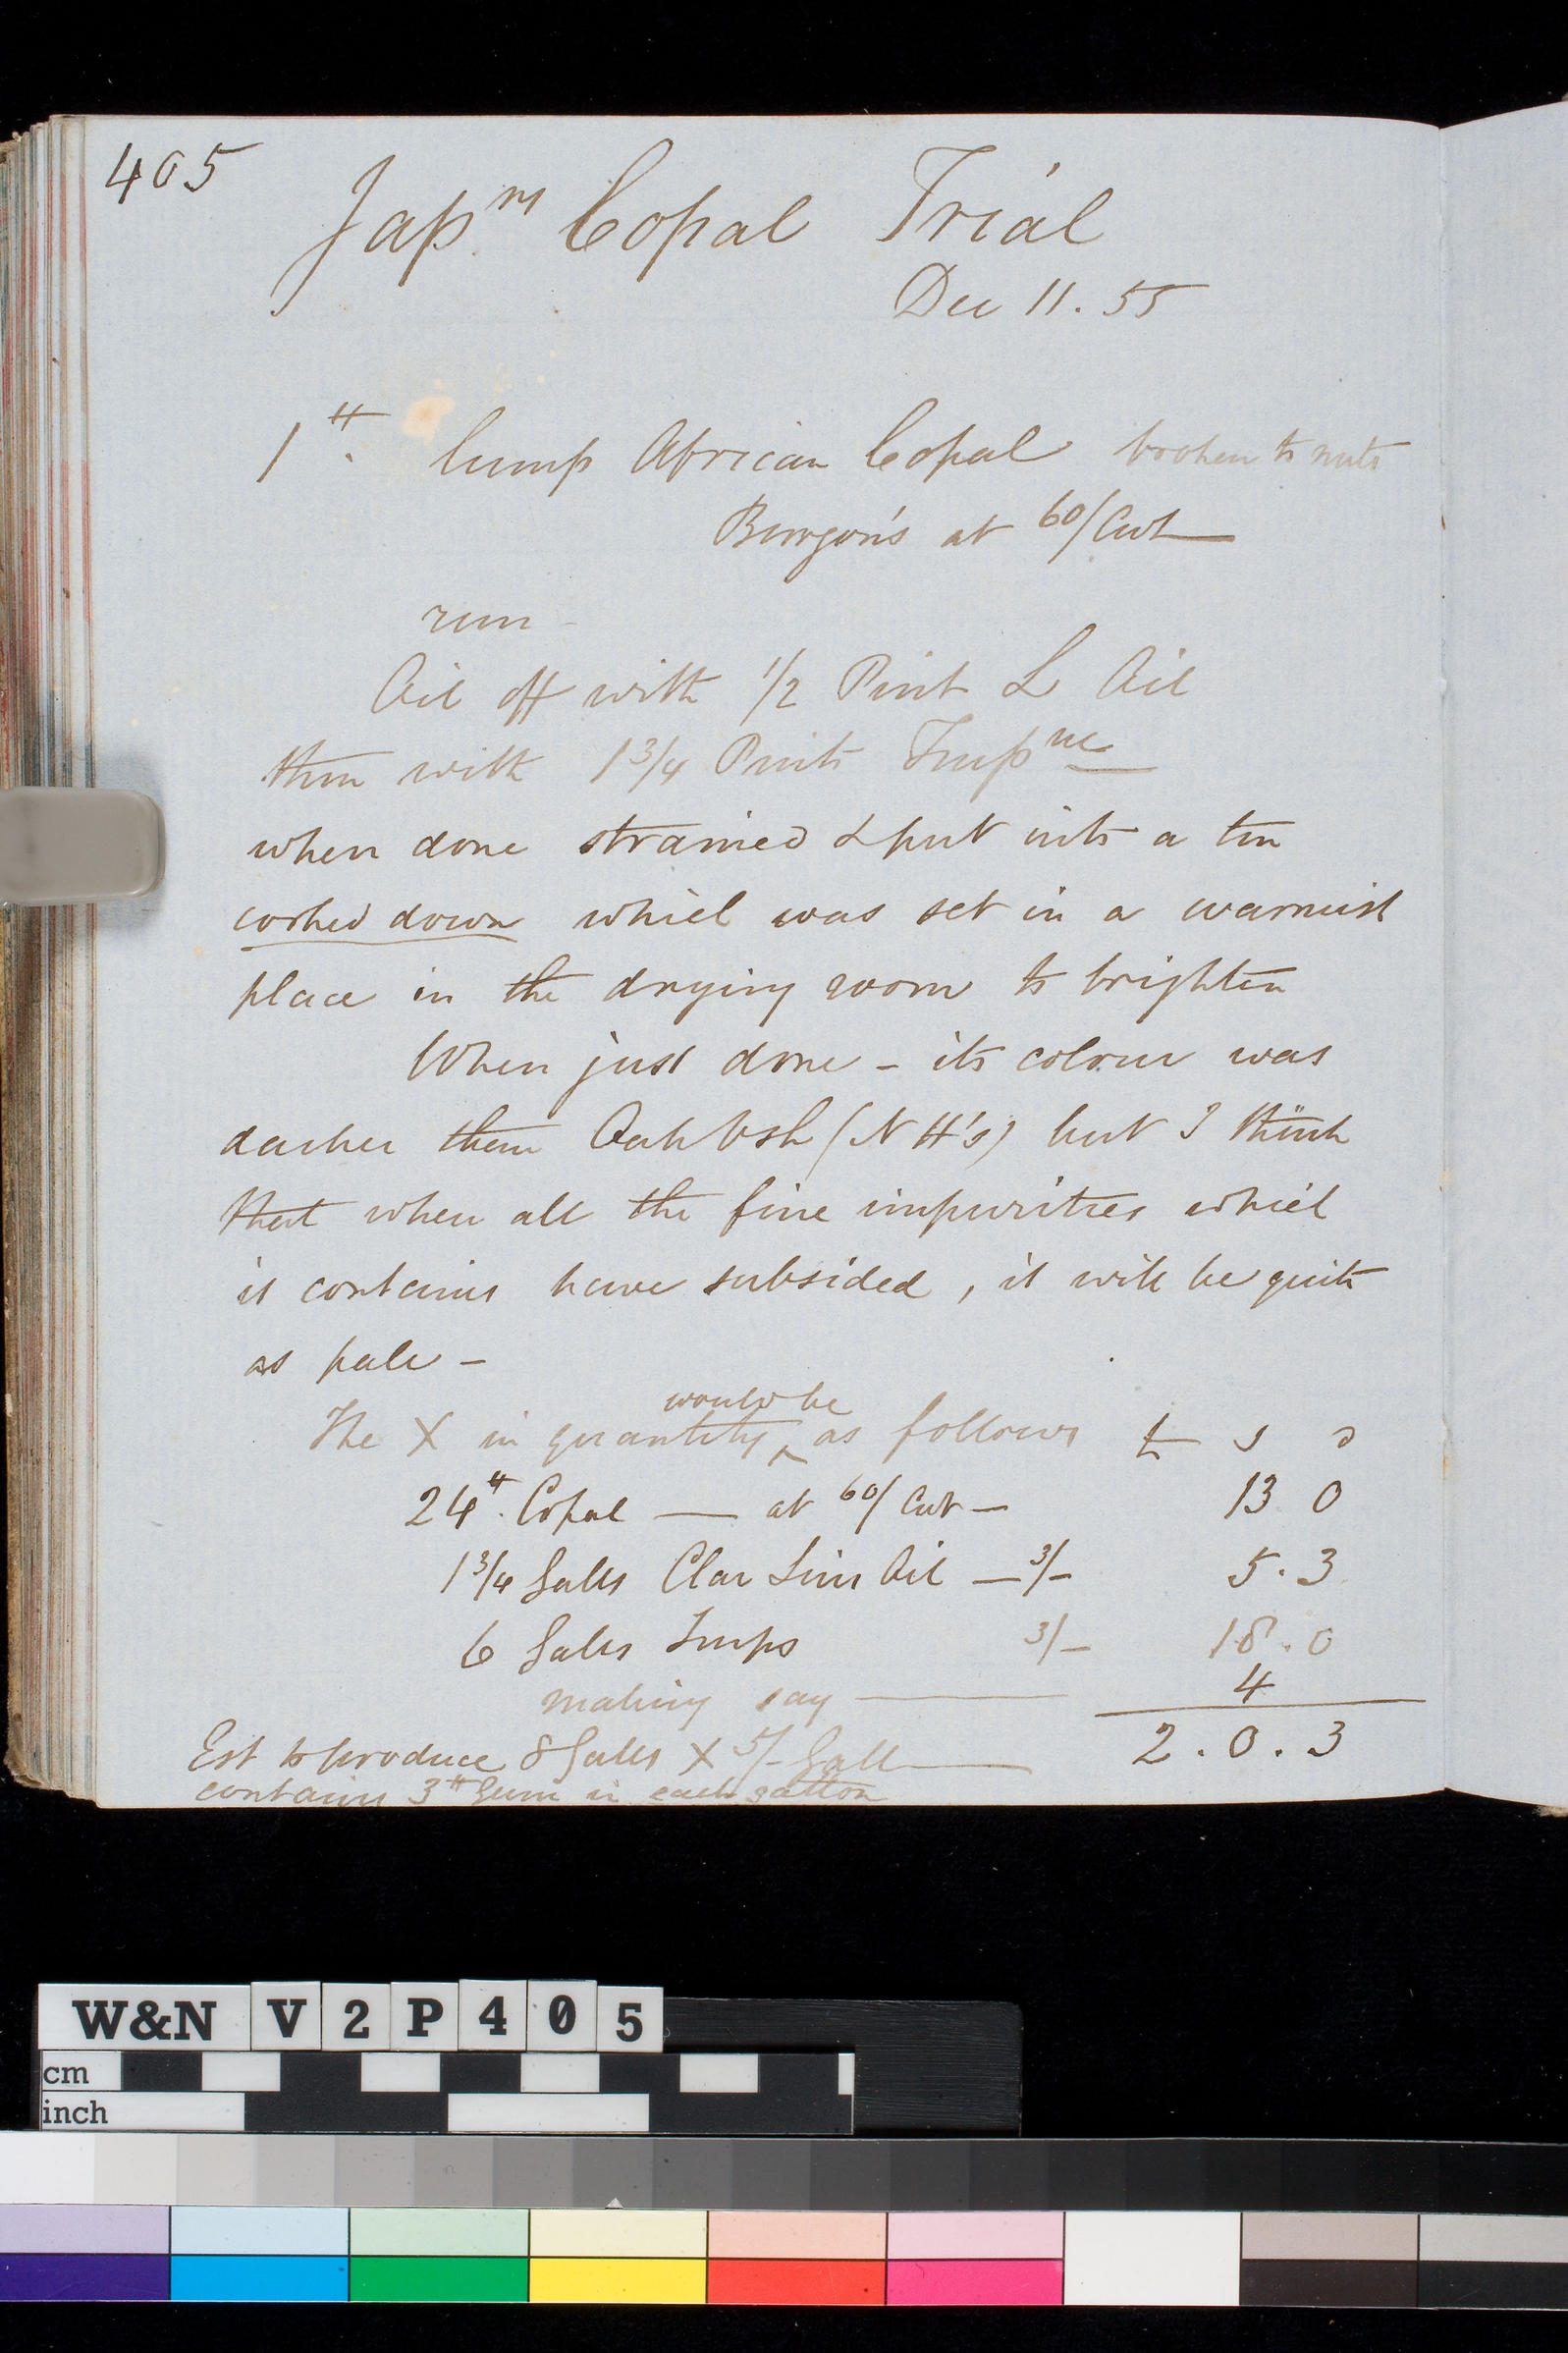 405
Jap.ns Copal Trial
Dec 11. 55
1 lb. lump African Copal broken to nuts
Burgon's at 60/ Cwt
run -
Oil off with 1/2 Pint L Oil
then with 1 3/4 Pints Turpne
when done strained & put into a tin
corked down which was set in a warmish
place in the drying room to brighten
When just done - its colour was
darker than Oak Vsh (N H's) but I think
that when all the fine impurities which
it contains have subsided, it will be quite
as pale -
would be
The X in quantity ^ as follows £ s d
24 lb. Copal — at 60/ Cwt — 13 0
1 3/4 Galls Clar Lins Oil — 3/- 5.3
6 Galls Turps 3/- 18.0
making say — 4
Est to produce 8 Galls X 5/- Gall — 2.0.3
contains 3 lb Gum in each gallon
W&N V2P405
cm
inch